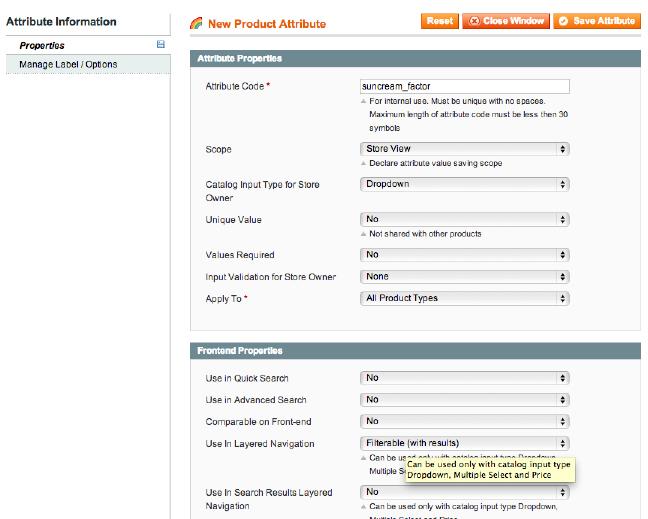 Attribute Information
Properties
Manage Label / Options
New Product Attribute
Reset
Close Window
Save Attribute
Attribute Properties
Attribute Code *
suncream_factor
For internal use. Must be unique with no spaces.
Maximum length of attribute code must be less then 30
symbols
Scope
Store View
Declare attribute value saving scope
Catalog Input Type for Store
Owner
Dropdown
Unique Value
No
Not shared with other products
Values Required
No
Input Validation for Store Owner
None
Apply To *
All Product Types
Frontend Properties
Use in Quick Search
No
Use in Advanced Search
No
Comparable on Front-end
No
Use In Layered Navigation
Filterable (with results)
Can be used only with catalog input type Dropdown,
Multiple
Can be used only with catalog input type
Dropdown, Multiple Select and Price
Use In Search Results Layered
Navigation
No
Can be used only with catalog input type Dropdown,
Multiple Select and Price